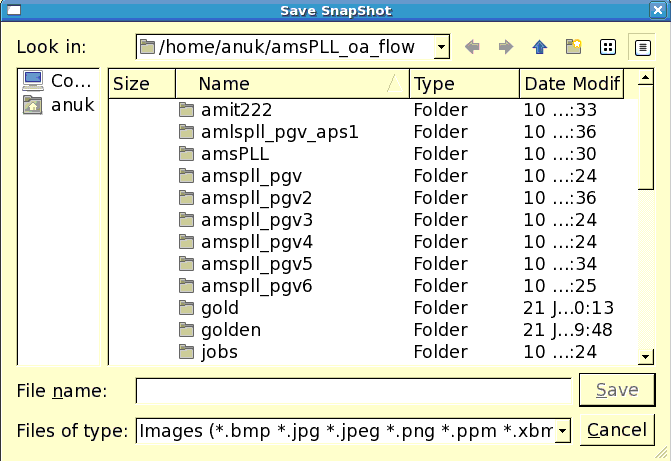 Save SnapShot
Look in: /home/anuk/amsPLL_oa_flow
Co...
anuk
Size Name Type Date Modif
amit222 Folder 10 ...:33
amlspll_pgv_aps1 Folder 10 ...:36
amsPLL Folder 10 ...:30
amspll_pgv Folder 10 ...:24
amspll_pgv2 Folder 10 ...:36
amspll_pgv3 Folder 10 ...:24
amspll_pgv4 Folder 10 ...:24
amspll_pgv5 Folder 10 ...:34
amspll_pgv6 Folder 10 ...:25
gold Folder 21 J...0:13
golden Folder 21 J...9:48
jobs Folder 10 ...:24
File name: Save
Files of type: Images (*.bmp *.jpg *.jpeg *.png *.ppm *.xbm Cancel